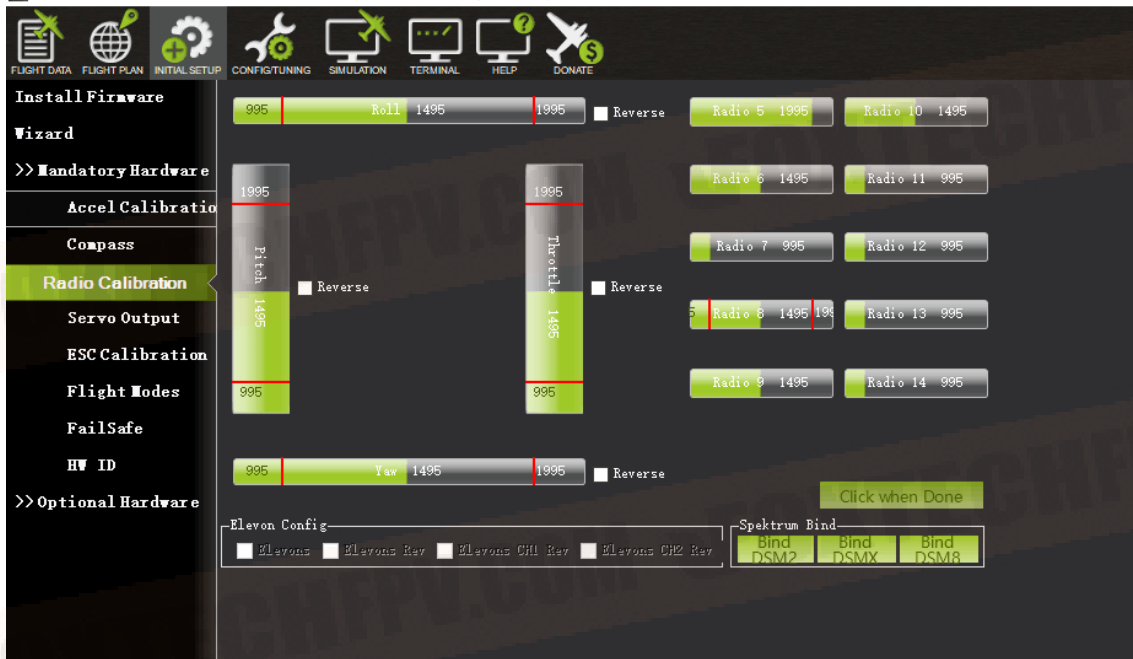 FLIGHT DATA
FLIGHT PLAN
INITIAL SETUP
CONFIG/TUNING
SIMULATION
TERMINAL
HELP
DONATE
Install Firmware
Wizard
>> Mandatory Hardware
Accel Calibratio
Compass
Radio Calibration
Servo Output
ESC Calibration
Flight Modes
FailSafe
HW ID
>> Optional Hardware
995 Roll 1495 1995
Reverse
1995
Pitch 1495
995
Reverse
1995
Throttle 1495
995
Reverse
995 Yaw 1495 1995
Reverse
Radio 5 1995
Radio 10 1495
Radio 6 1495
Radio 11 995
Radio 7 995
Radio 12 995
5 Radio 8 1495 199
Radio 13 995
Radio 9 1495
Radio 14 995
Click when Done
Elevon Config
Elevons
Elevons Rev
Elevons CH1 Rev
Elevons CH2 Rev
Spektrum Bind
Bind
DSM2
Bind
DSMX
Bind
DSM8